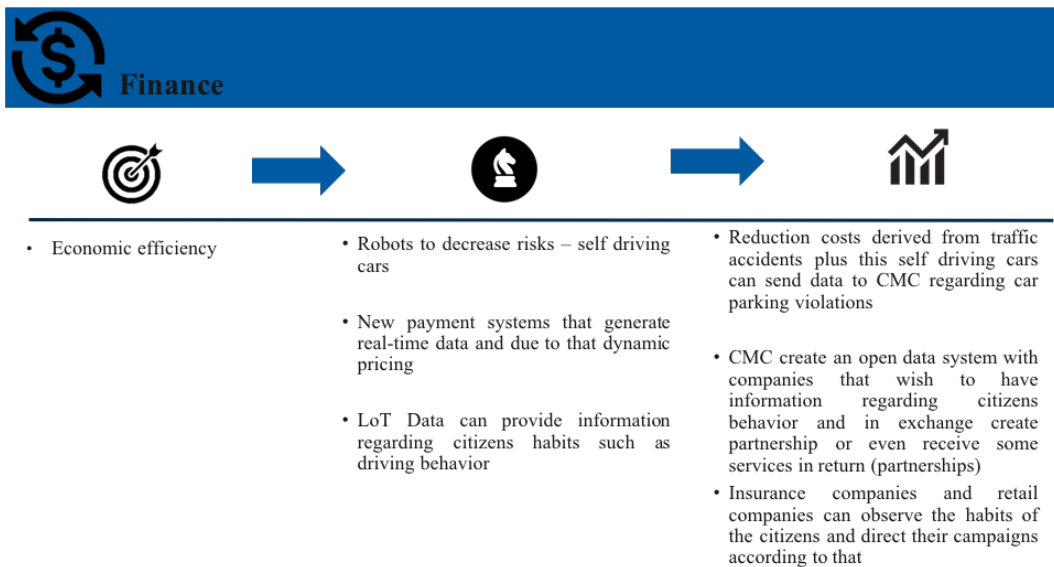 Finance
• Economic efficiency
• Robots to decrease risks – self driving
cars
• New payment systems that generate
real-time data and due to that dynamic
pricing
• LoT Data can provide information
regarding citizens habits such as
driving behavior
• Reduction costs derived from traffic
accidents plus this self driving cars
can send data to CMC regarding car
parking violations
• CMC create an open data system with
companies that wish to have
information regarding citizens
behavior and in exchange create
partnership or even receive some
services in return (partnerships)
• Insurance companies and retail
companies can observe the habits of
the citizens and direct their campaigns
according to that